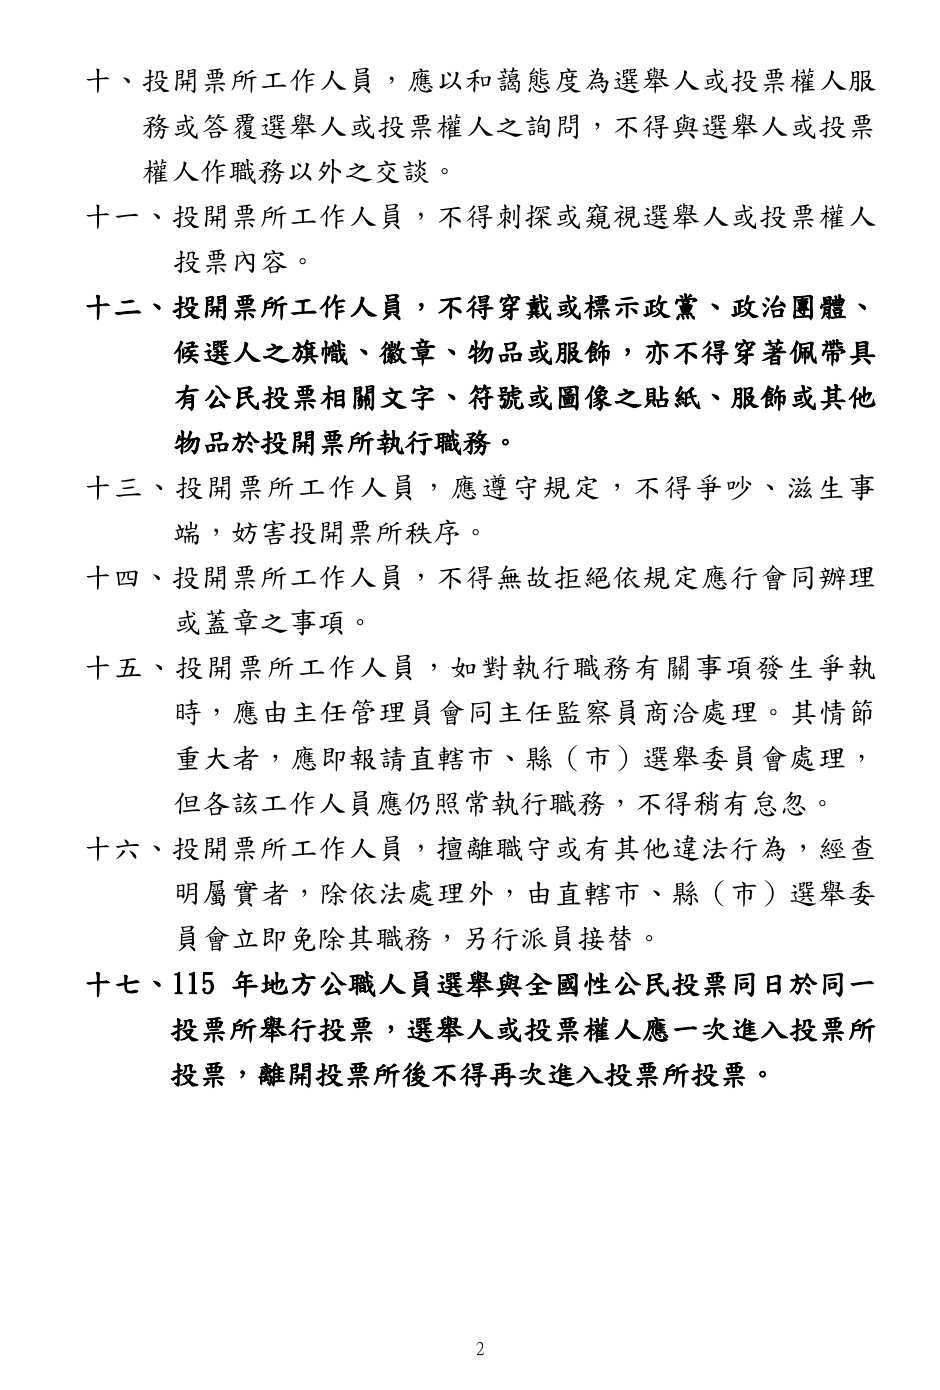 十、投開票所工作人員，應以和藹態度為選舉人或投票權人服
務或答覆選舉人或投票權人之詢問，不得與選舉人或投票
權人作職務以外之交談。
十一、投開票所工作人員，不得刺探或窺視選舉人或投票權人
投票內容。
十二、投開票所工作人員，不得穿戴或標示政黨、政治團體、
候選人之旗幟、徽章、物品或服飾，亦不得穿著佩帶具
有公民投票相關文字、符號或圖像之貼紙、服飾或其他
物品於投開票所執行職務。
十三、投開票所工作人員，應遵守規定，不得爭吵、滋生事
端，妨害投開票所秩序。
十四、投開票所工作人員，不得無故拒絕依規定應行會同辦理
或蓋章之事項。
十五、投開票所工作人員，如對執行職務有關事項發生爭執
時，應由主任管理員會同主任監察員商洽處理。其情節
重大者，應即報請直轄市、縣（市）選舉委員會處理，
但各該工作人員應仍照常執行職務，不得稍有怠忽。
十六、投開票所工作人員，擅離職守或有其他違法行為，經查
明屬實者，除依法處理外，由直轄市、縣（市）選舉委
員會立即免除其職務，另行派員接替。
十七、115 年地方公職人員選舉與全國性公民投票同日於同一
投票所舉行投票，選舉人或投票權人應一次進入投票所
投票，離開投票所後不得再次進入投票所投票。
2